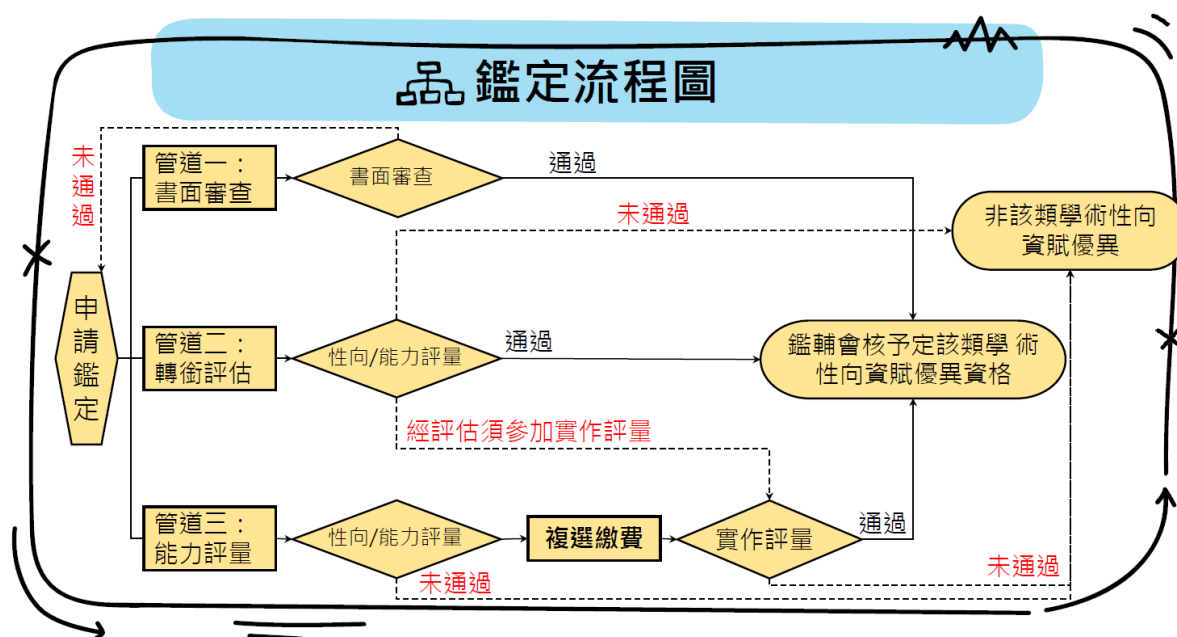 鑑定流程圖
未
通
過
管道一：
書面審查
書面審查
通過
未通過
非該類學術性向
資賦優異
申
請
鑑
定
管道二：
轉銜評估
性向/能力評量
通過
鑑輔會核予定該類學 術
性向資賦優異資格
經評估須參加實作評量
管道三：
能力評量
性向/能力評量
複選繳費
實作評量
通過
未通過
未通過